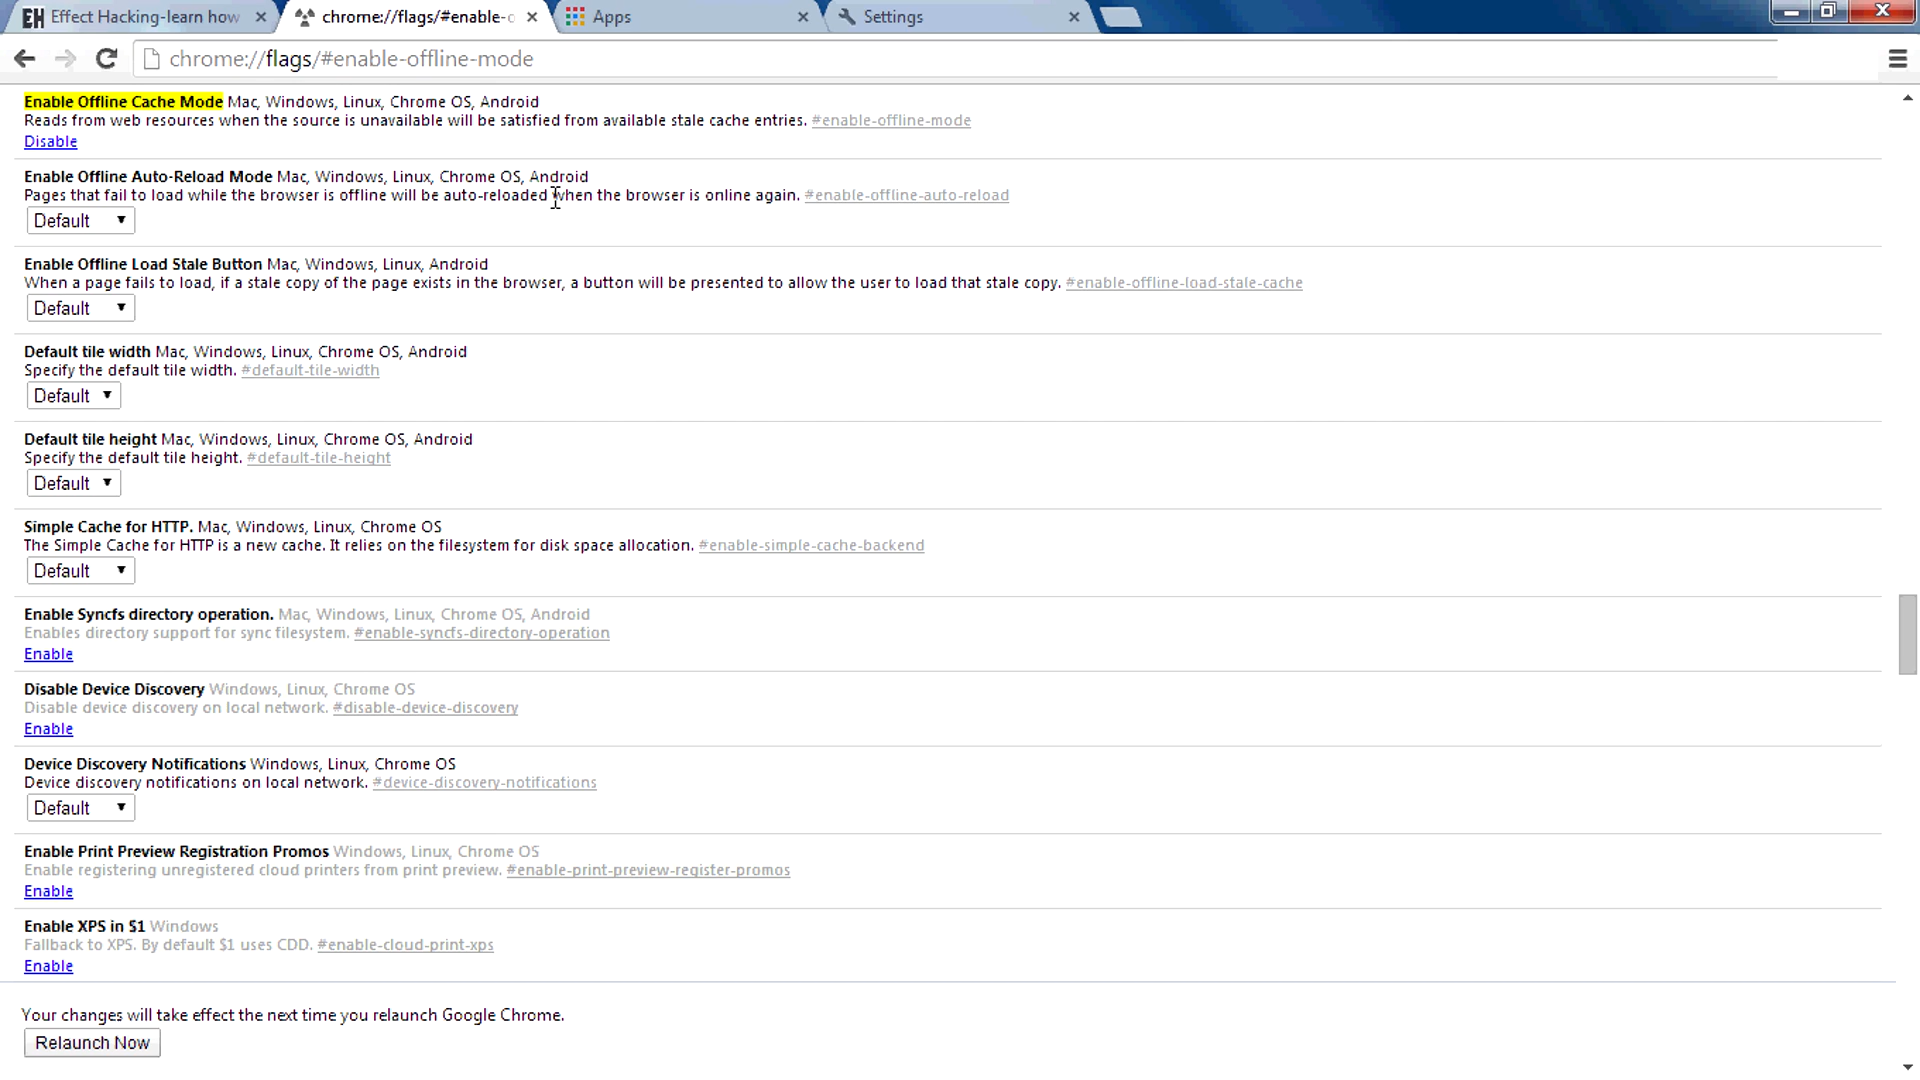 Effect Hacking-learn how
chrome://flags/#enable-o
Apps
Settings
chrome://flags/#enable-offline-mode
Enable Offline Cache Mode Mac, Windows, Linux, Chrome OS, Android
Reads from web resources when the source is unavailable will be satisfied from available stale cache entries. #enable-offline-mode
Disable
Enable Offline Auto-Reload Mode Mac, Windows, Linux, Chrome OS, Android
Pages that fail to load while the browser is offline will be auto-reloaded when the browser is online again. #enable-offline-auto-reload
Default
Enable Offline Load Stale Button Mac, Windows, Linux, Android
When a page fails to load, if a stale copy of the page exists in the browser, a button will be presented to allow the user to load that stale copy. #enable-offline-load-stale-cache
Default
Default tile width Mac, Windows, Linux, Chrome OS, Android
Specify the default tile width. #default-tile-width
Default
Default tile height Mac, Windows, Linux, Chrome OS, Android
Specify the default tile height. #default-tile-height
Default
Simple Cache for HTTP. Mac, Windows, Linux, Chrome OS
The Simple Cache for HTTP is a new cache. It relies on the filesystem for disk space allocation. #enable-simple-cache-backend
Default
Enable Syncfs directory operation. Mac, Windows, Linux, Chrome OS, Android
Enables directory support for sync filesystem. #enable-syncfs-directory-operation
Enable
Disable Device Discovery Windows, Linux, Chrome OS
Disable device discovery on local network. #disable-device-discovery
Enable
Device Discovery Notifications Windows, Linux, Chrome OS
Device discovery notifications on local network. #device-discovery-notifications
Default
Enable Print Preview Registration Promos Windows, Linux, Chrome OS
Enable registering unregistered cloud printers from print preview. #enable-print-preview-register-promos
Enable
Enable XPS in $1 Windows
Fallback to XPS. By default $1 uses CDD. #enable-cloud-print-xps
Enable
Your changes will take effect the next time you relaunch Google Chrome.
Relaunch Now